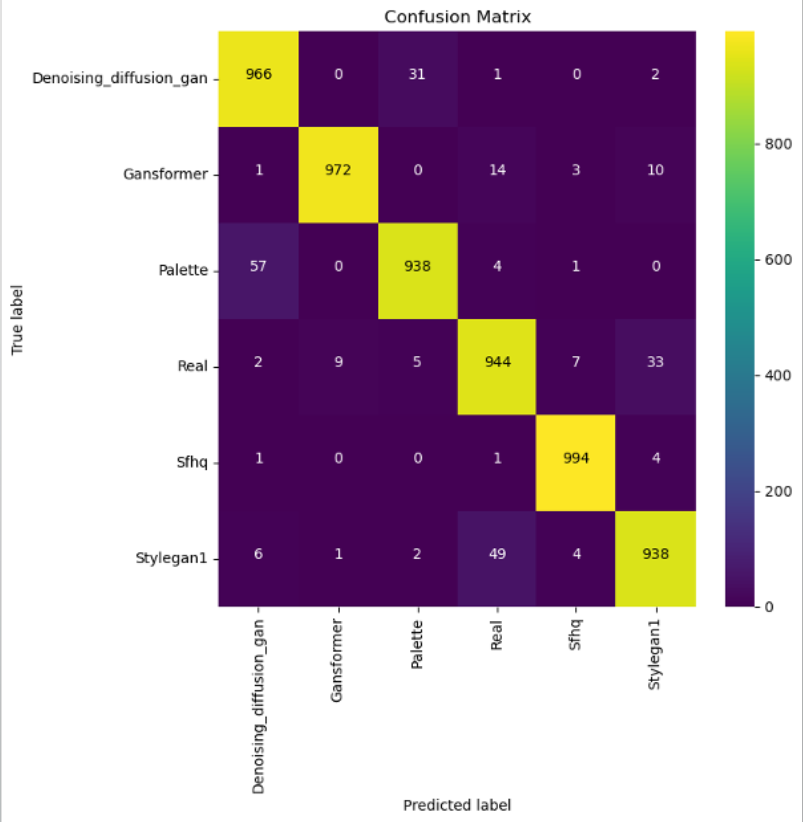 Confusion Matrix
Denoising_diffusion_gan 966 0 31 1 0 2
Gansformer 1 972 0 14 3 10
Palette 57 0 938 4 1 0
Real 2 9 5 944 7 33
Sfhq 1 0 0 1 994 4
Stylegan1 6 1 2 49 4 938
True label
Denoising_diffusion_gan
Gansformer
Palette
Real
Sfhq
Stylegan1
Predicted label
800
600
400
200
0